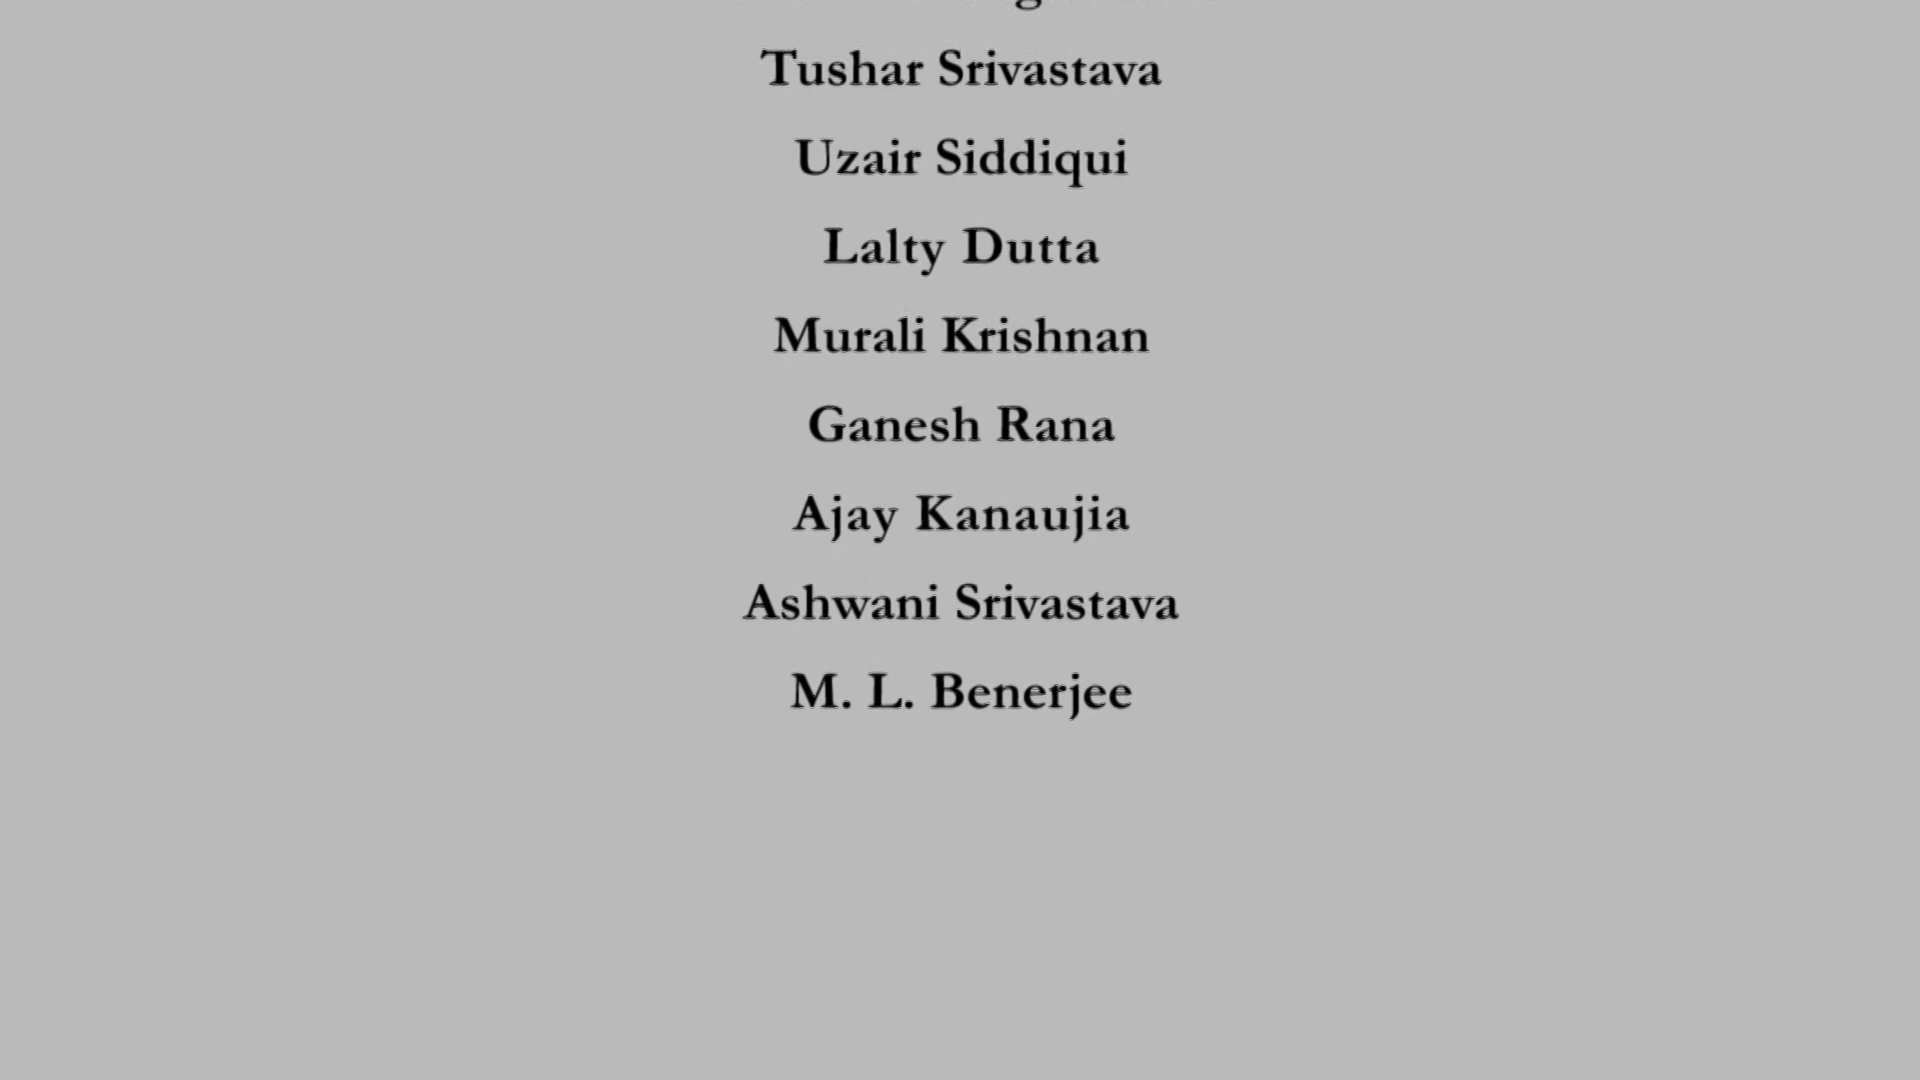 Tushar Srivastava
Uzair Siddiqui
Lalty Dutta
Murali Krishnan
Ganesh Rana
Ajay Kanaujia
Ashwani Srivastava
M. L. Benerjee